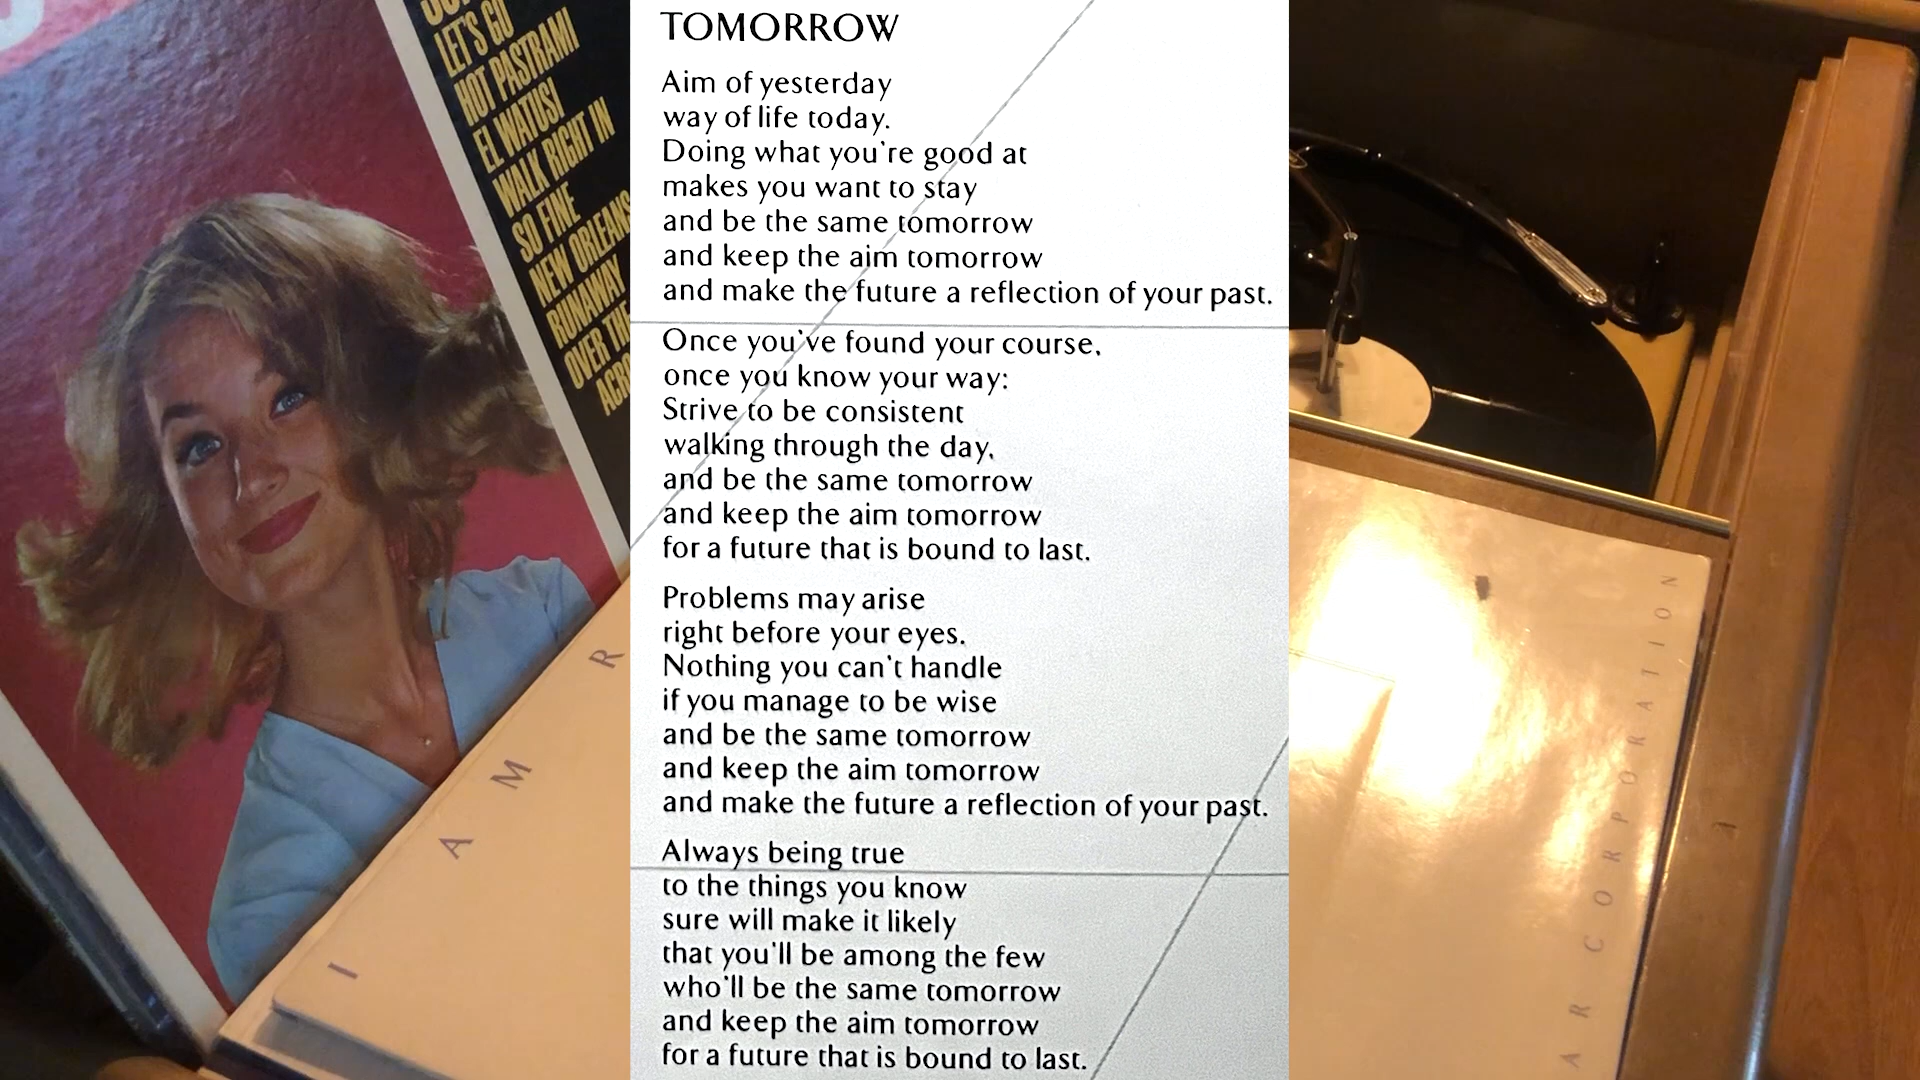 LET'S GO
HOT PASTRAMI
EL WATUSI
WALK RIGHT IN
SO FINE
NEW ORLEANS
RUNAWAY
OVER
I A M R
TOMORROW
Aim of yesterday
way of life today.
Doing what you're good at
makes you want to stay
and be the same tomorrow
and keep the aim tomorrow
and make the future a reflection of your past.
Once you've found your course,
once you know your way:
Strive to be consistent
walking through the day,
and be the same tomorrow
and keep the aim tomorrow
for a future that is bound to last.
Problems may arise
right before your eyes.
Nothing you can't handle
if you manage to be wise
and be the same tomorrow
and keep the aim tomorrow
and make the future a reflection of your past.
Always being true
to the things you know
sure will make it likely
that you'll be among the few
who'll be the same tomorrow
and keep the aim tomorrow
for a future that is bound to last.
A R C O R P O R A T I O N